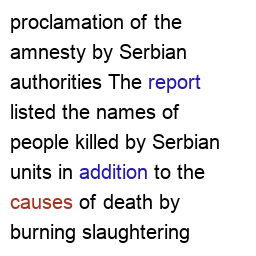 proclamation of the
amnesty by Serbian
authorities The report
listed the names of
people killed by Serbian
units in addition to the
causes of death by
burning slaughtering